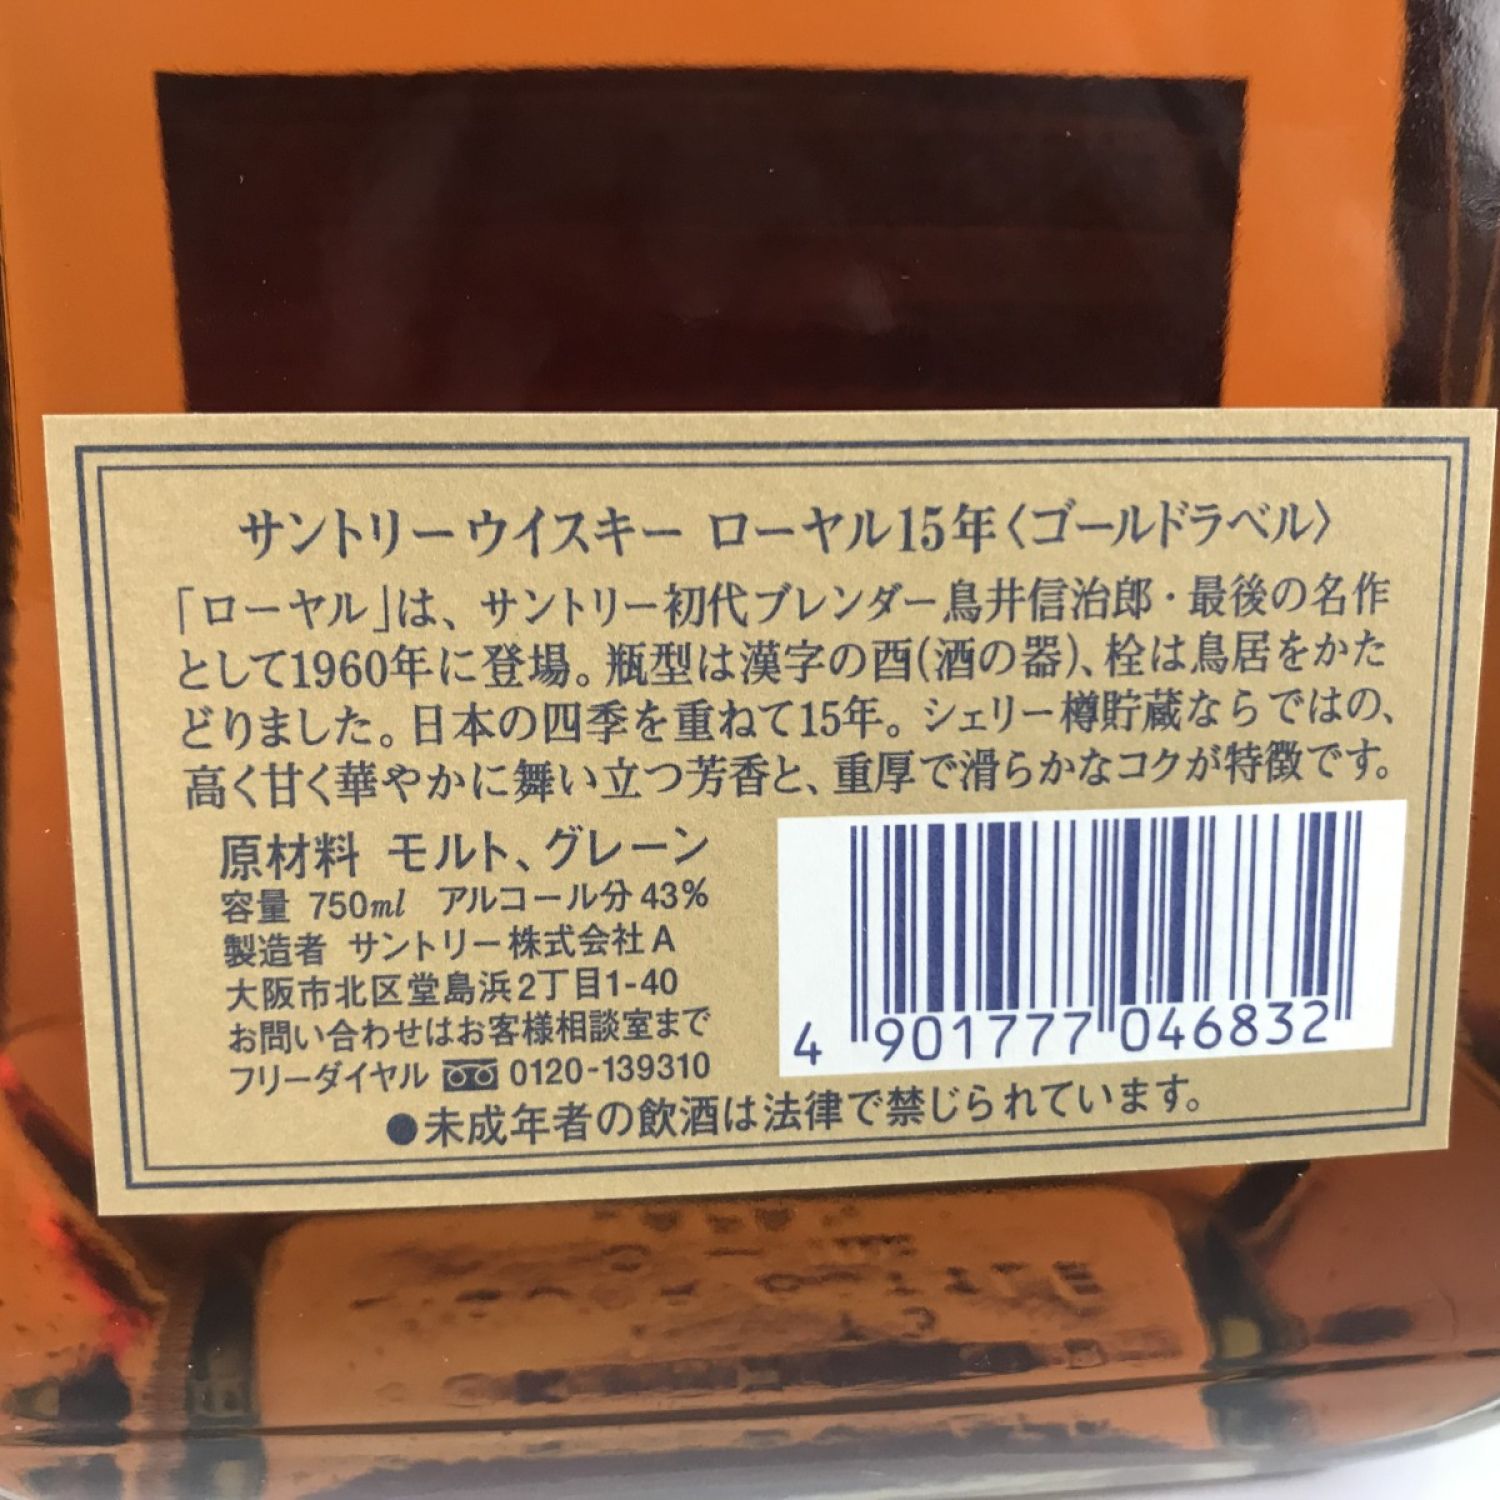 サントリーウイスキー ローヤル15年〈ゴールドラベル〉
「ローヤル」は、サントリー初代ブレンダー鳥井信治郎・最後の名作
として1960年に登場。瓶型は漢字の酉(酒の器)、栓は鳥居をかた
どりました。日本の四季を重ねて15年。シェリー樽貯蔵ならではの、
高く甘く華やかに舞い立つ芳香と、重厚で滑らかなコクが特徴です。
原材料 モルト、グレーン
容量 750ml アルコール分43%
製造者 サントリー株式会社A
大阪市北区堂島浜2丁目1-40
お問い合わせはお客様相談室まで
フリーダイヤル 0120-139310
4 901777 046832
●未成年者の飲酒は法律で禁じられています。